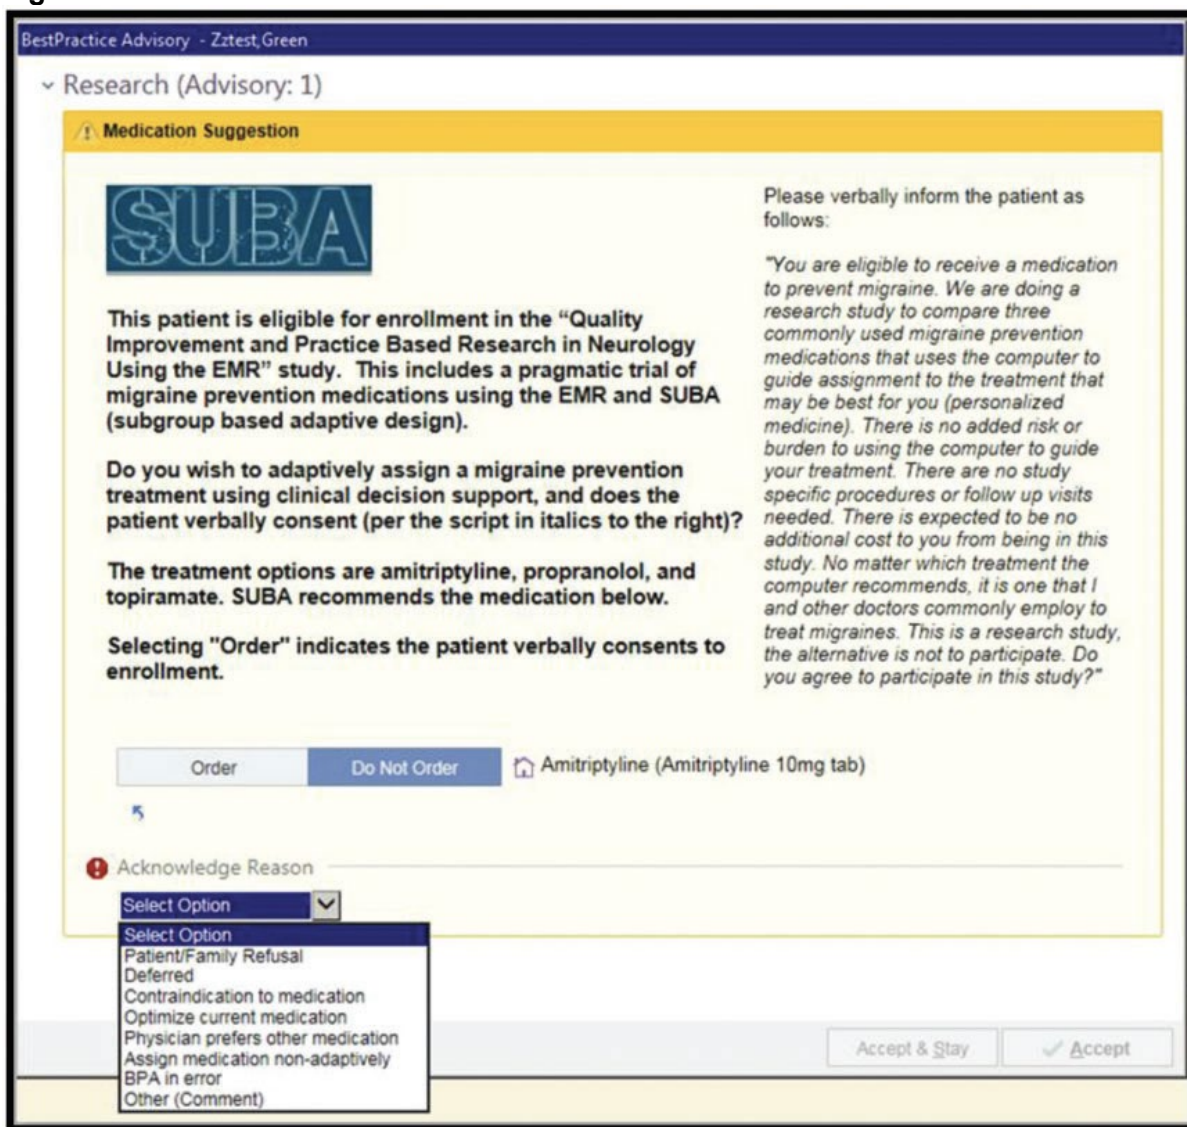 BestPractice Advisory - Zztest,Green
Research (Advisory: 1)
Medication Suggestion
SUBA
This patient is eligible for enrollment in the “Quality
Improvement and Practice Based Research in Neurology
Using the EMR” study. This includes a pragmatic trial of
migraine prevention medications using the EMR and SUBA
(subgroup based adaptive design).
Do you wish to adaptively assign a migraine prevention
treatment using clinical decision support, and does the
patient verbally consent (per the script in italics to the right)?
The treatment options are amitriptyline, propranolol, and
topiramate. SUBA recommends the medication below.
Selecting "Order" indicates the patient verbally consents to
enrollment.
Please verbally inform the patient as
follows:
"You are eligible to receive a medication
to prevent migraine. We are doing a
research study to compare three
commonly used migraine prevention
medications that uses the computer to
guide assignment to the treatment that
may be best for you (personalized
medicine). There is no added risk or
burden to using the computer to guide
your treatment. There are no study
specific procedures or follow up visits
needed. There is expected to be no
additional cost to you from being in this
study. No matter which treatment the
computer recommends, it is one that I
and other doctors commonly employ to
treat migraines. This is a research study,
the alternative is not to participate. Do
you agree to participate in this study?"
Order
Do Not Order
Amitriptyline (Amitriptyline 10mg tab)
Acknowledge Reason
Select Option
Select Option
Patient/Family Refusal
Deferred
Contraindication to medication
Optimize current medication
Physician prefers other medication
Assign medication non-adaptively
BPA in error
Other (Comment)
Accept & Stay
Accept